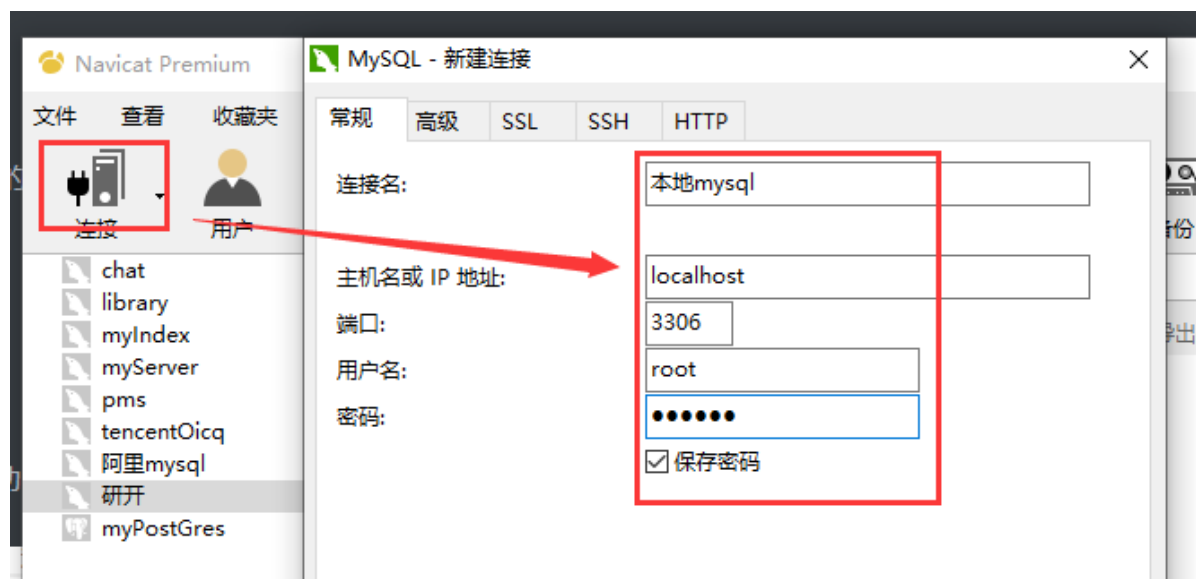 Navicat Premium
文件 查看 收藏夹
连接 用户
chat
library
myIndex
myServer
pms
tencentOicq
阿里mysql
研开
myPostGres
MySQL - 新建连接
常规 高级 SSL SSH HTTP
连接名: 本地mysql
主机名或 IP 地址: localhost
端口: 3306
用户名: root
密码: ●●●●●●
保存密码
份
导出